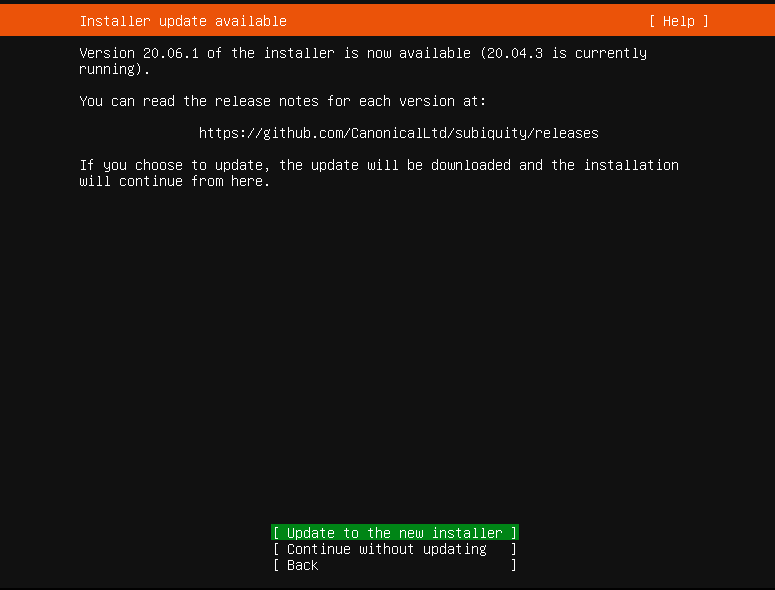 Installer update available [ Help ]
Version 20.06.1 of the installer is now available (20.04.3 is currently
running).
You can read the release notes for each version at:
https://github.com/CanonicalLtd/subiquity/releases
If you choose to update, the update will be downloaded and the installation
will continue from here.
[ Update to the new installer ]
[ Continue without updating ]
[ Back ]